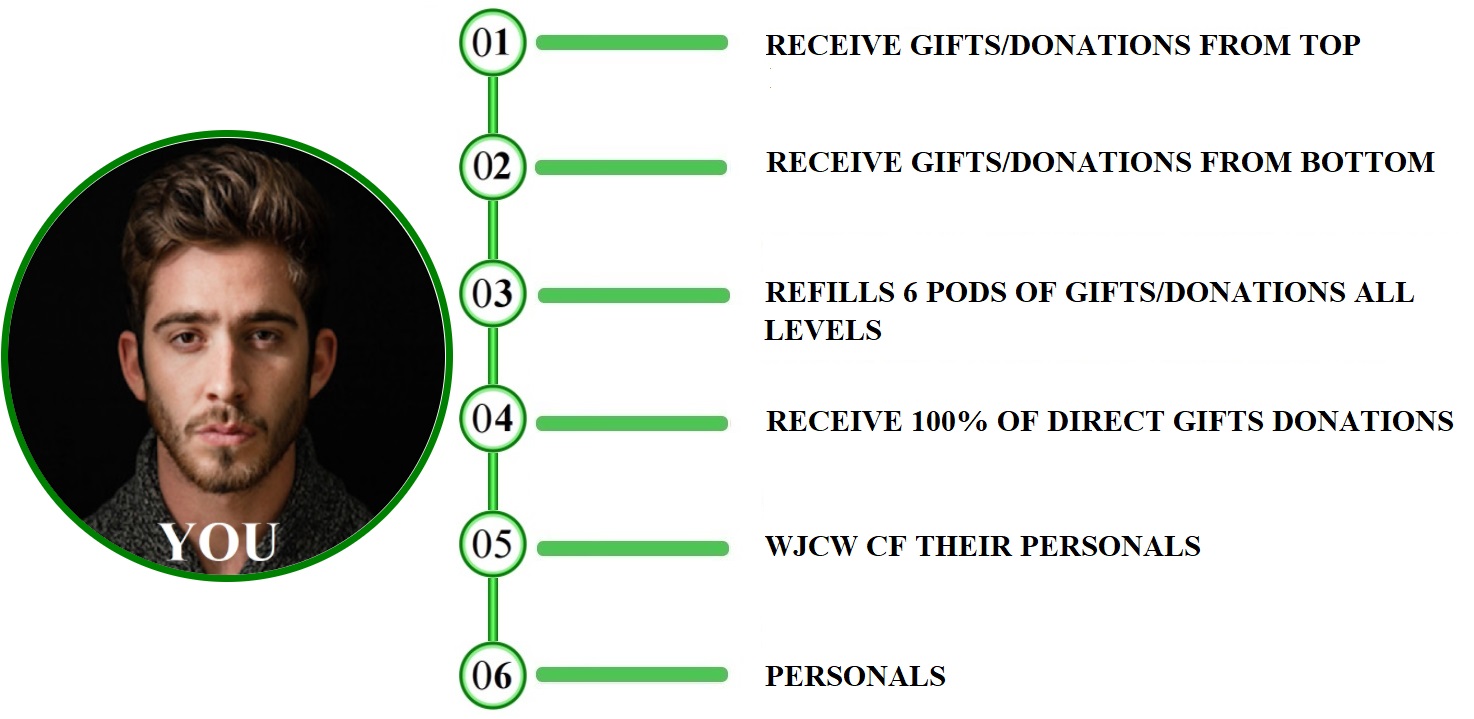 YOU
01 RECEIVE GIFTS/DONATIONS FROM TOP
02 RECEIVE GIFTS/DONATIONS FROM BOTTOM
03 REFILLS 6 PODS OF GIFTS/DONATIONS ALL
LEVELS
04 RECEIVE 100% OF DIRECT GIFTS DONATIONS
05 WJCW CF THEIR PERSONALS
06 PERSONALS